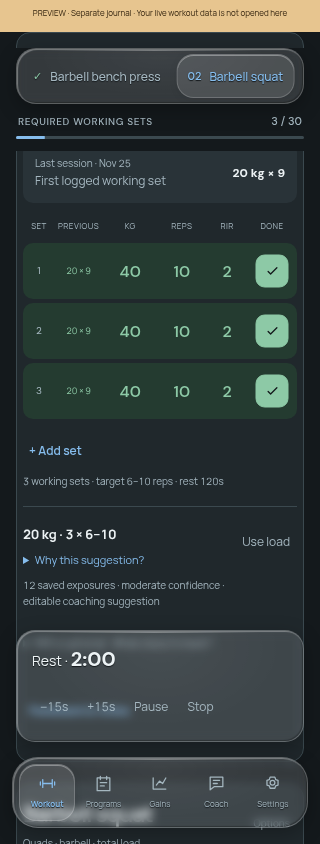 PREVIEW · Separate journal · Your live workout data is not opened here
✓ Barbell bench press
02 Barbell squat
REQUIRED WORKING SETS 3 / 30
Last session · Nov 25
First logged working set
20 kg × 9
SET PREVIOUS KG REPS RIR DONE
1 20 × 9 40 10 2 ✓
2 20 × 9 40 10 2 ✓
3 20 × 9 40 10 2 ✓
+ Add set
3 working sets · target 6–10 reps · rest 120s
20 kg · 3 × 6–10
Use load
▶ Why this suggestion?
12 saved exposures · moderate confidence ·
editable coaching suggestion
Rest · 2:00
−15s +15s Pause Stop
Workout Programs Gains Coach Settings
Options
Quads · barbell · total load